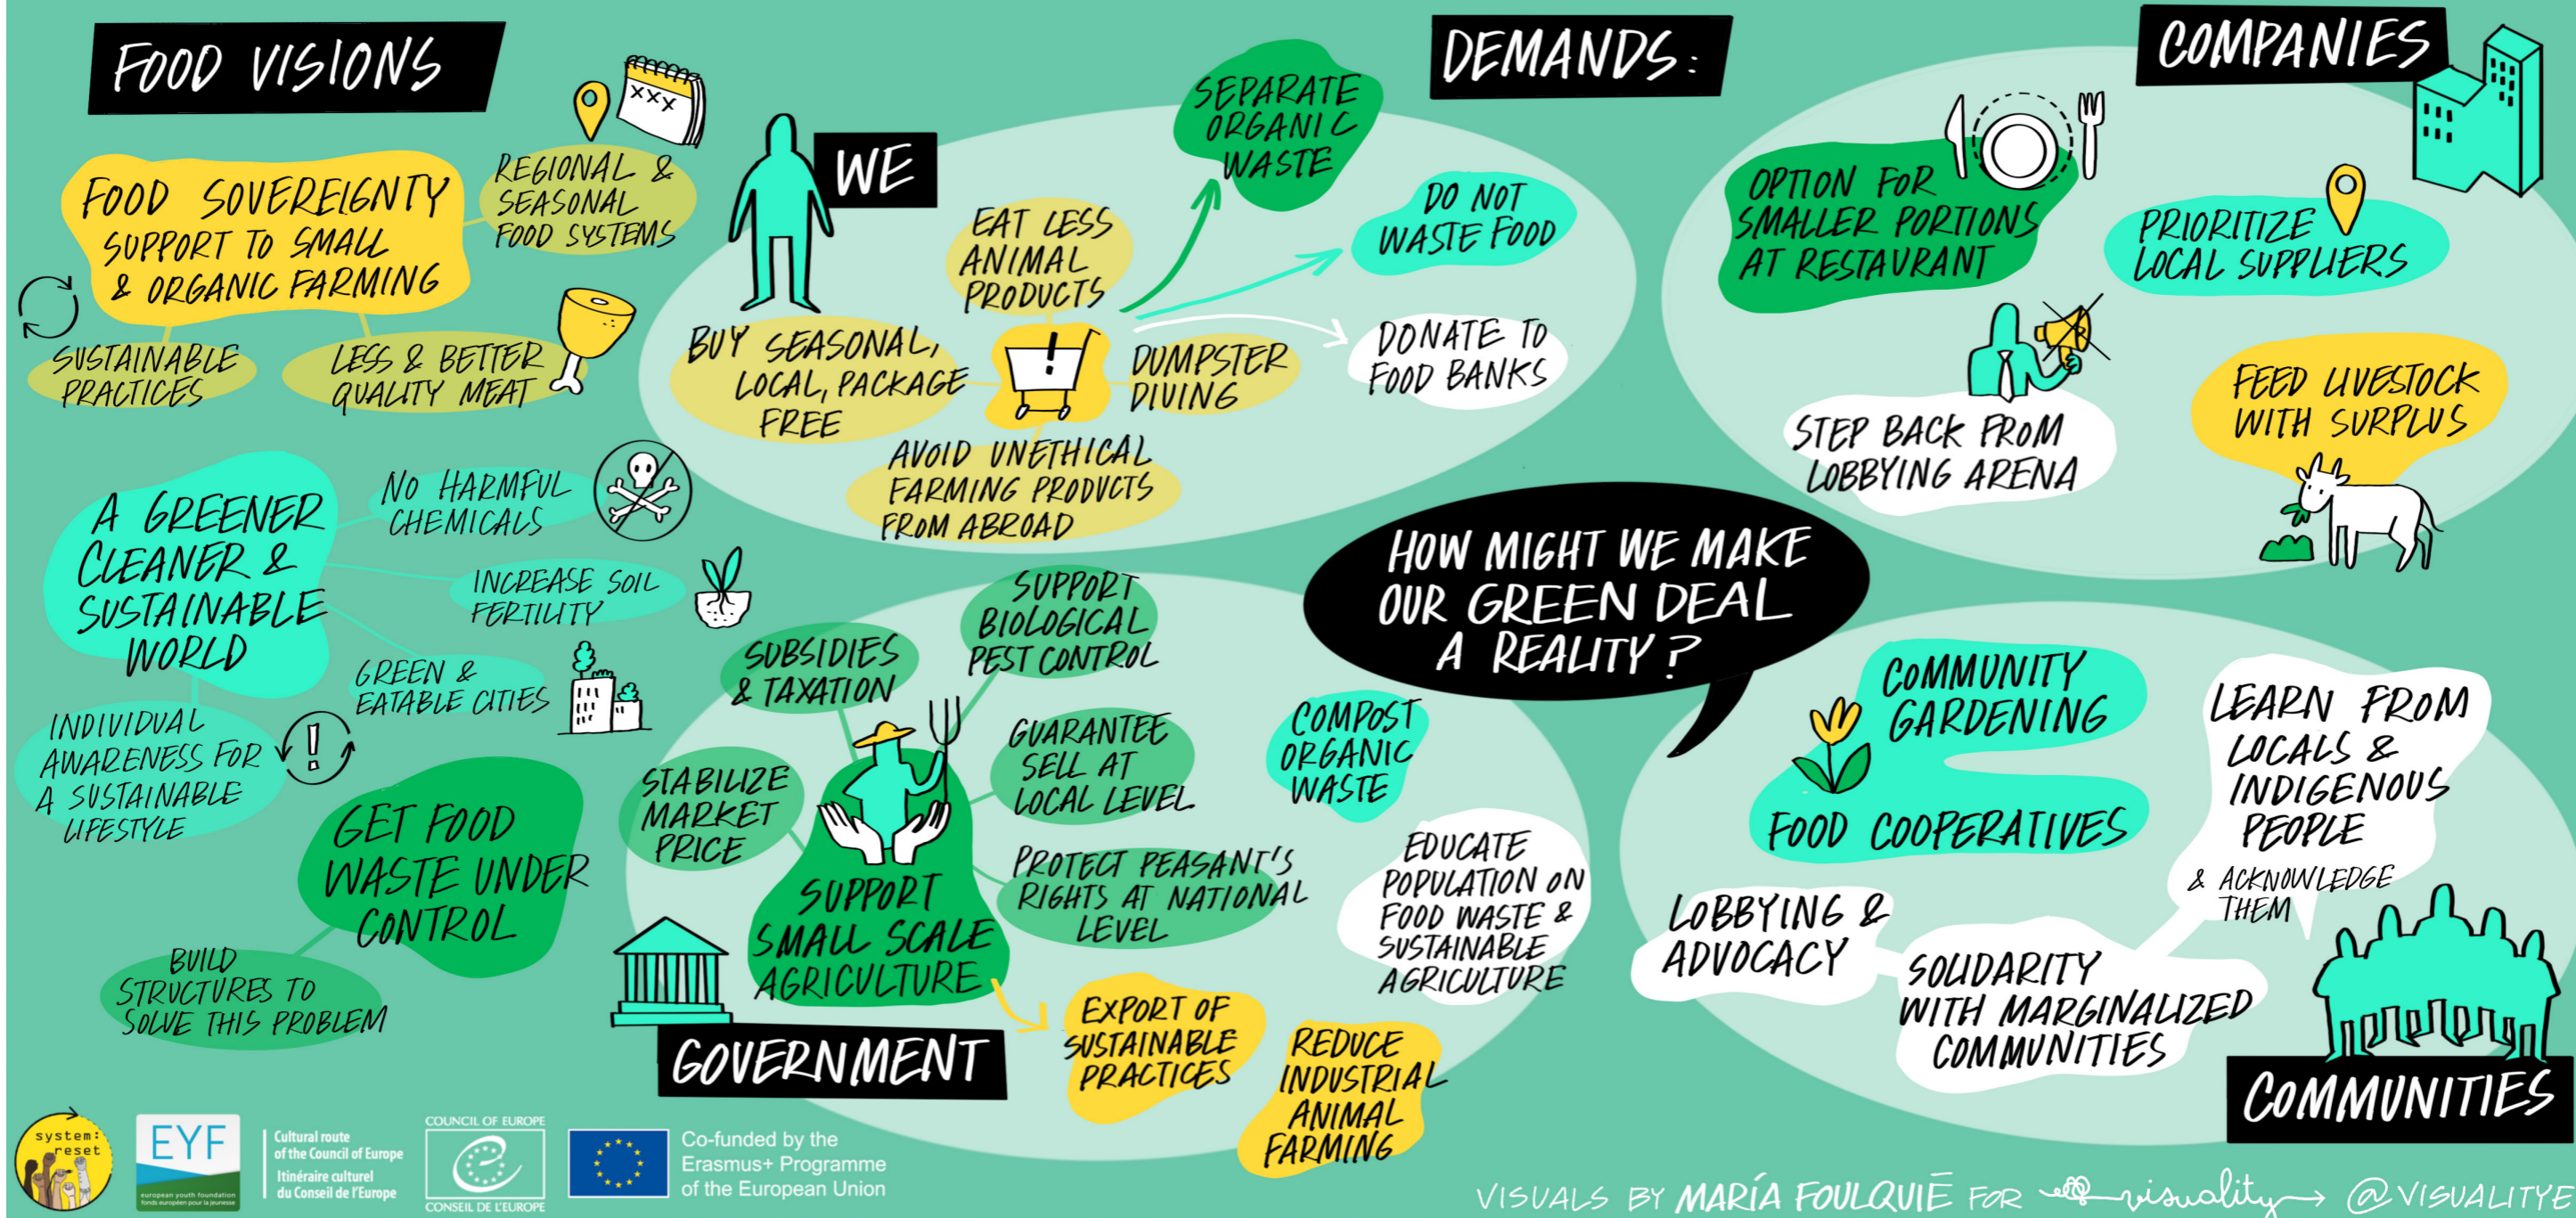 FOOD VISIONS
FOOD SOVEREIGNTY
SUPPORT TO SMALL
& ORGANIC FARMING
REGIONAL &
SEASONAL
FOOD SYSTEMS
XXX
SUSTAINABLE
PRACTICES
LESS & BETTER
QUALITY MEAT
A GREENER
CLEANER &
SUSTAINABLE
WORLD
NO HARMFUL
CHEMICALS
INCREASE SOIL
FERTILITY
GREEN &
EATABLE CITIES
INDIVIDUAL
AWARENESS FOR
A SUSTAINABLE
LIFESTYLE
!
GET FOOD
WASTE UNDER
CONTROL
BUILD
STRUCTURES TO
SOLVE THIS PROBLEM
DEMANDS:
WE
EAT LESS
ANIMAL
PRODUCTS
BUY SEASONAL,
LOCAL, PACKAGE
FREE
!
DUMPSTER
DIVING
AVOID UNETHICAL
FARMING PRODUCTS
FROM ABROAD
SEPARATE
ORGANIC
WASTE
DO NOT
WASTE FOOD
DONATE TO
FOOD BANKS
COMPANIES
OPTION FOR
SMALLER PORTIONS
AT RESTAURANT
PRIORITIZE
LOCAL SUPPLIERS
STEP BACK FROM
LOBBYING ARENA
FEED LIVESTOCK
WITH SURPLUS
HOW MIGHT WE MAKE
OUR GREEN DEAL
A REALITY?
SUBSIDIES
& TAXATION
SUPPORT
BIOLOGICAL
PEST CONTROL
STABILIZE
MARKET
PRICE
GUARANTEE
SELL AT
LOCAL LEVEL
PROTECT PEASANT'S
RIGHTS AT NATIONAL
LEVEL
SUPPORT
SMALL SCALE
AGRICULTURE
COMPOST
ORGANIC
WASTE
EDUCATE
POPULATION ON
FOOD WASTE &
SUSTAINABLE
AGRICULTURE
EXPORT OF
SUSTAINABLE
PRACTICES
REDUCE
INDUSTRIAL
ANIMAL
FARMING
GOVERNMENT
COMMUNITY
GARDENING
FOOD COOPERATIVES
LEARN FROM
LOCALS &
INDIGENOUS
PEOPLE
& ACKNOWLEDGE
THEM
LOBBYING &
ADVOCACY
SOLIDARITY
WITH MARGINALIZED
COMMUNITIES
COMMUNITIES
system:
reset
EYF
european youth foundation
fonds européen pour la jeunesse
Cultural route
of the Council of Europe
Itinéraire culturel
du Conseil de l'Europe
COUNCIL OF EUROPE
CONSEIL DE L'EUROPE
Co-funded by the
Erasmus+ Programme
of the European Union
VISUALS BY MARÍA FOULQUIÉ FOR visuality @VISUALITYE